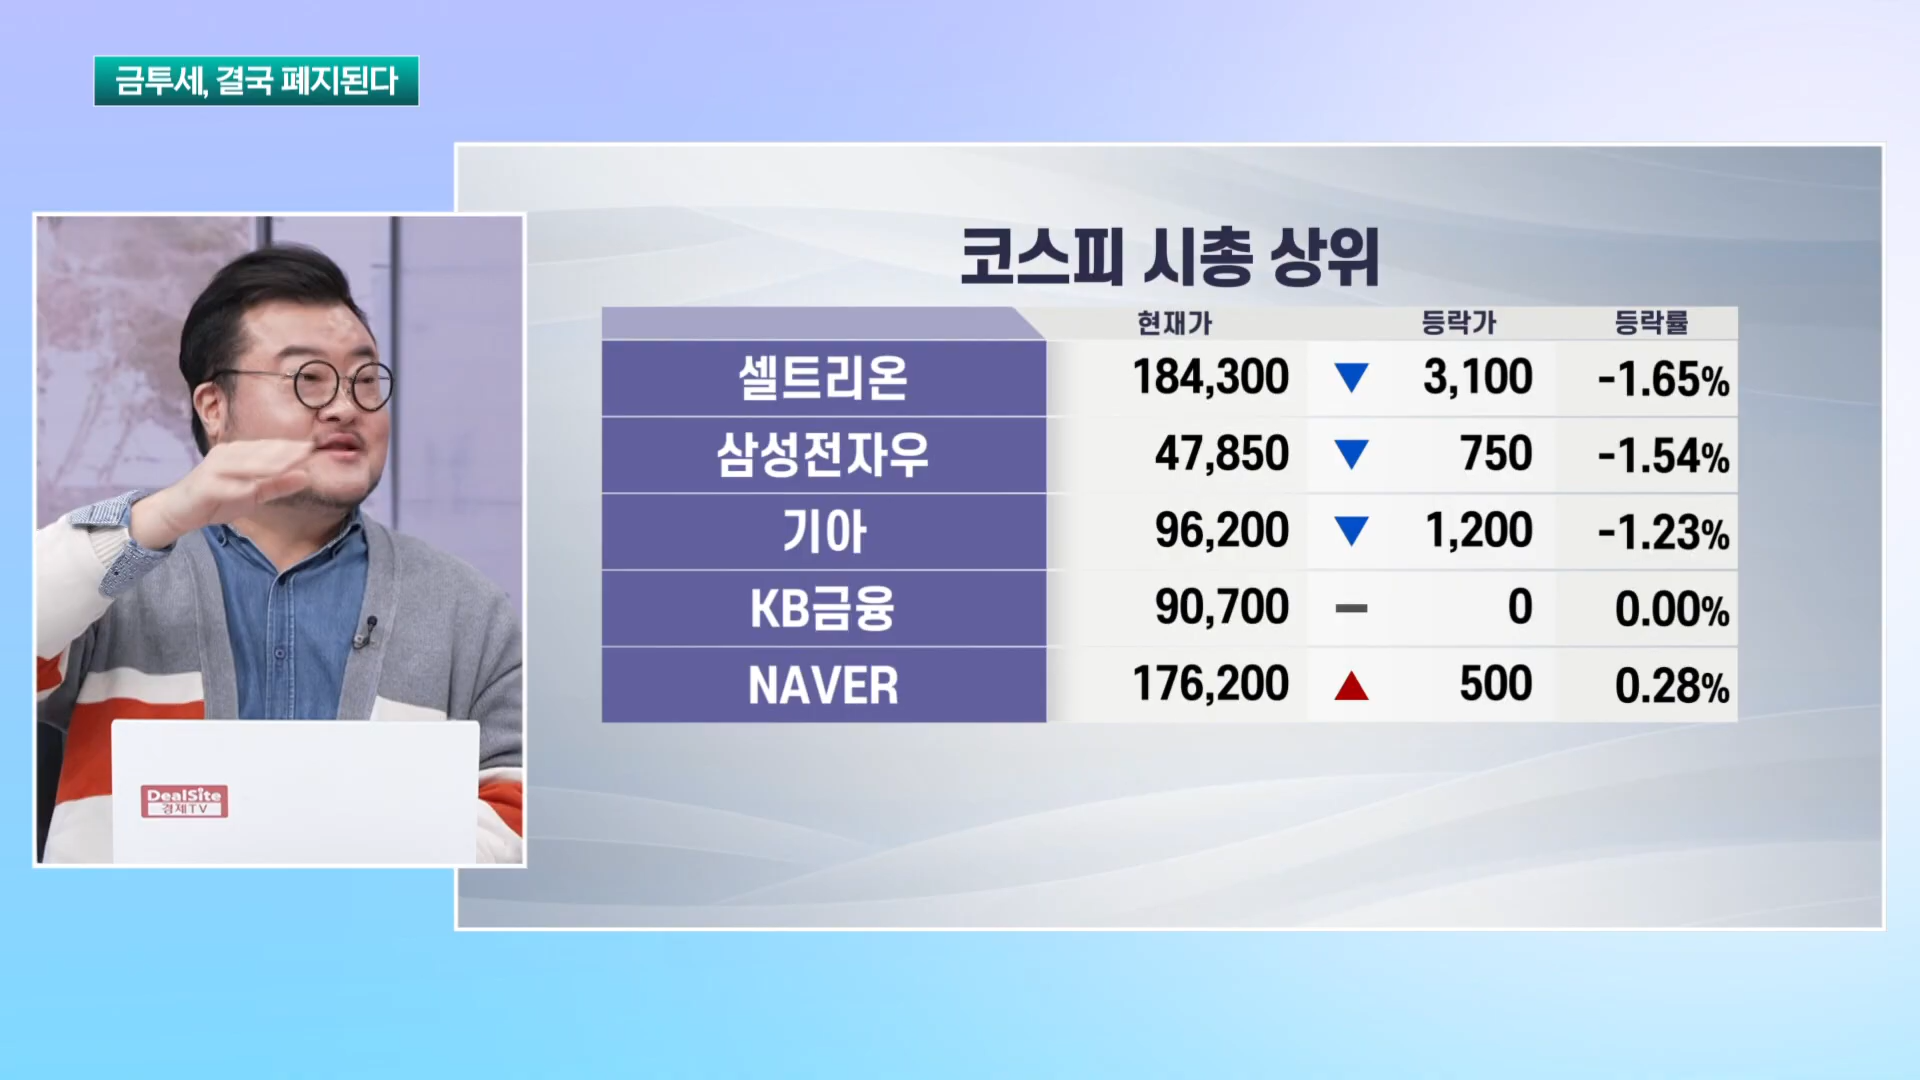 금투세, 결국 폐지된다
코스피 시총 상위
현재가 등락가 등락률
셀트리온 184,300 ▼ 3,100 -1.65%
삼성전자우 47,850 ▼ 750 -1.54%
기아 96,200 ▼ 1,200 -1.23%
KB금융 90,700 - 0 0.00%
NAVER 176,200 ▲ 500 0.28%
DealSite
경제TV